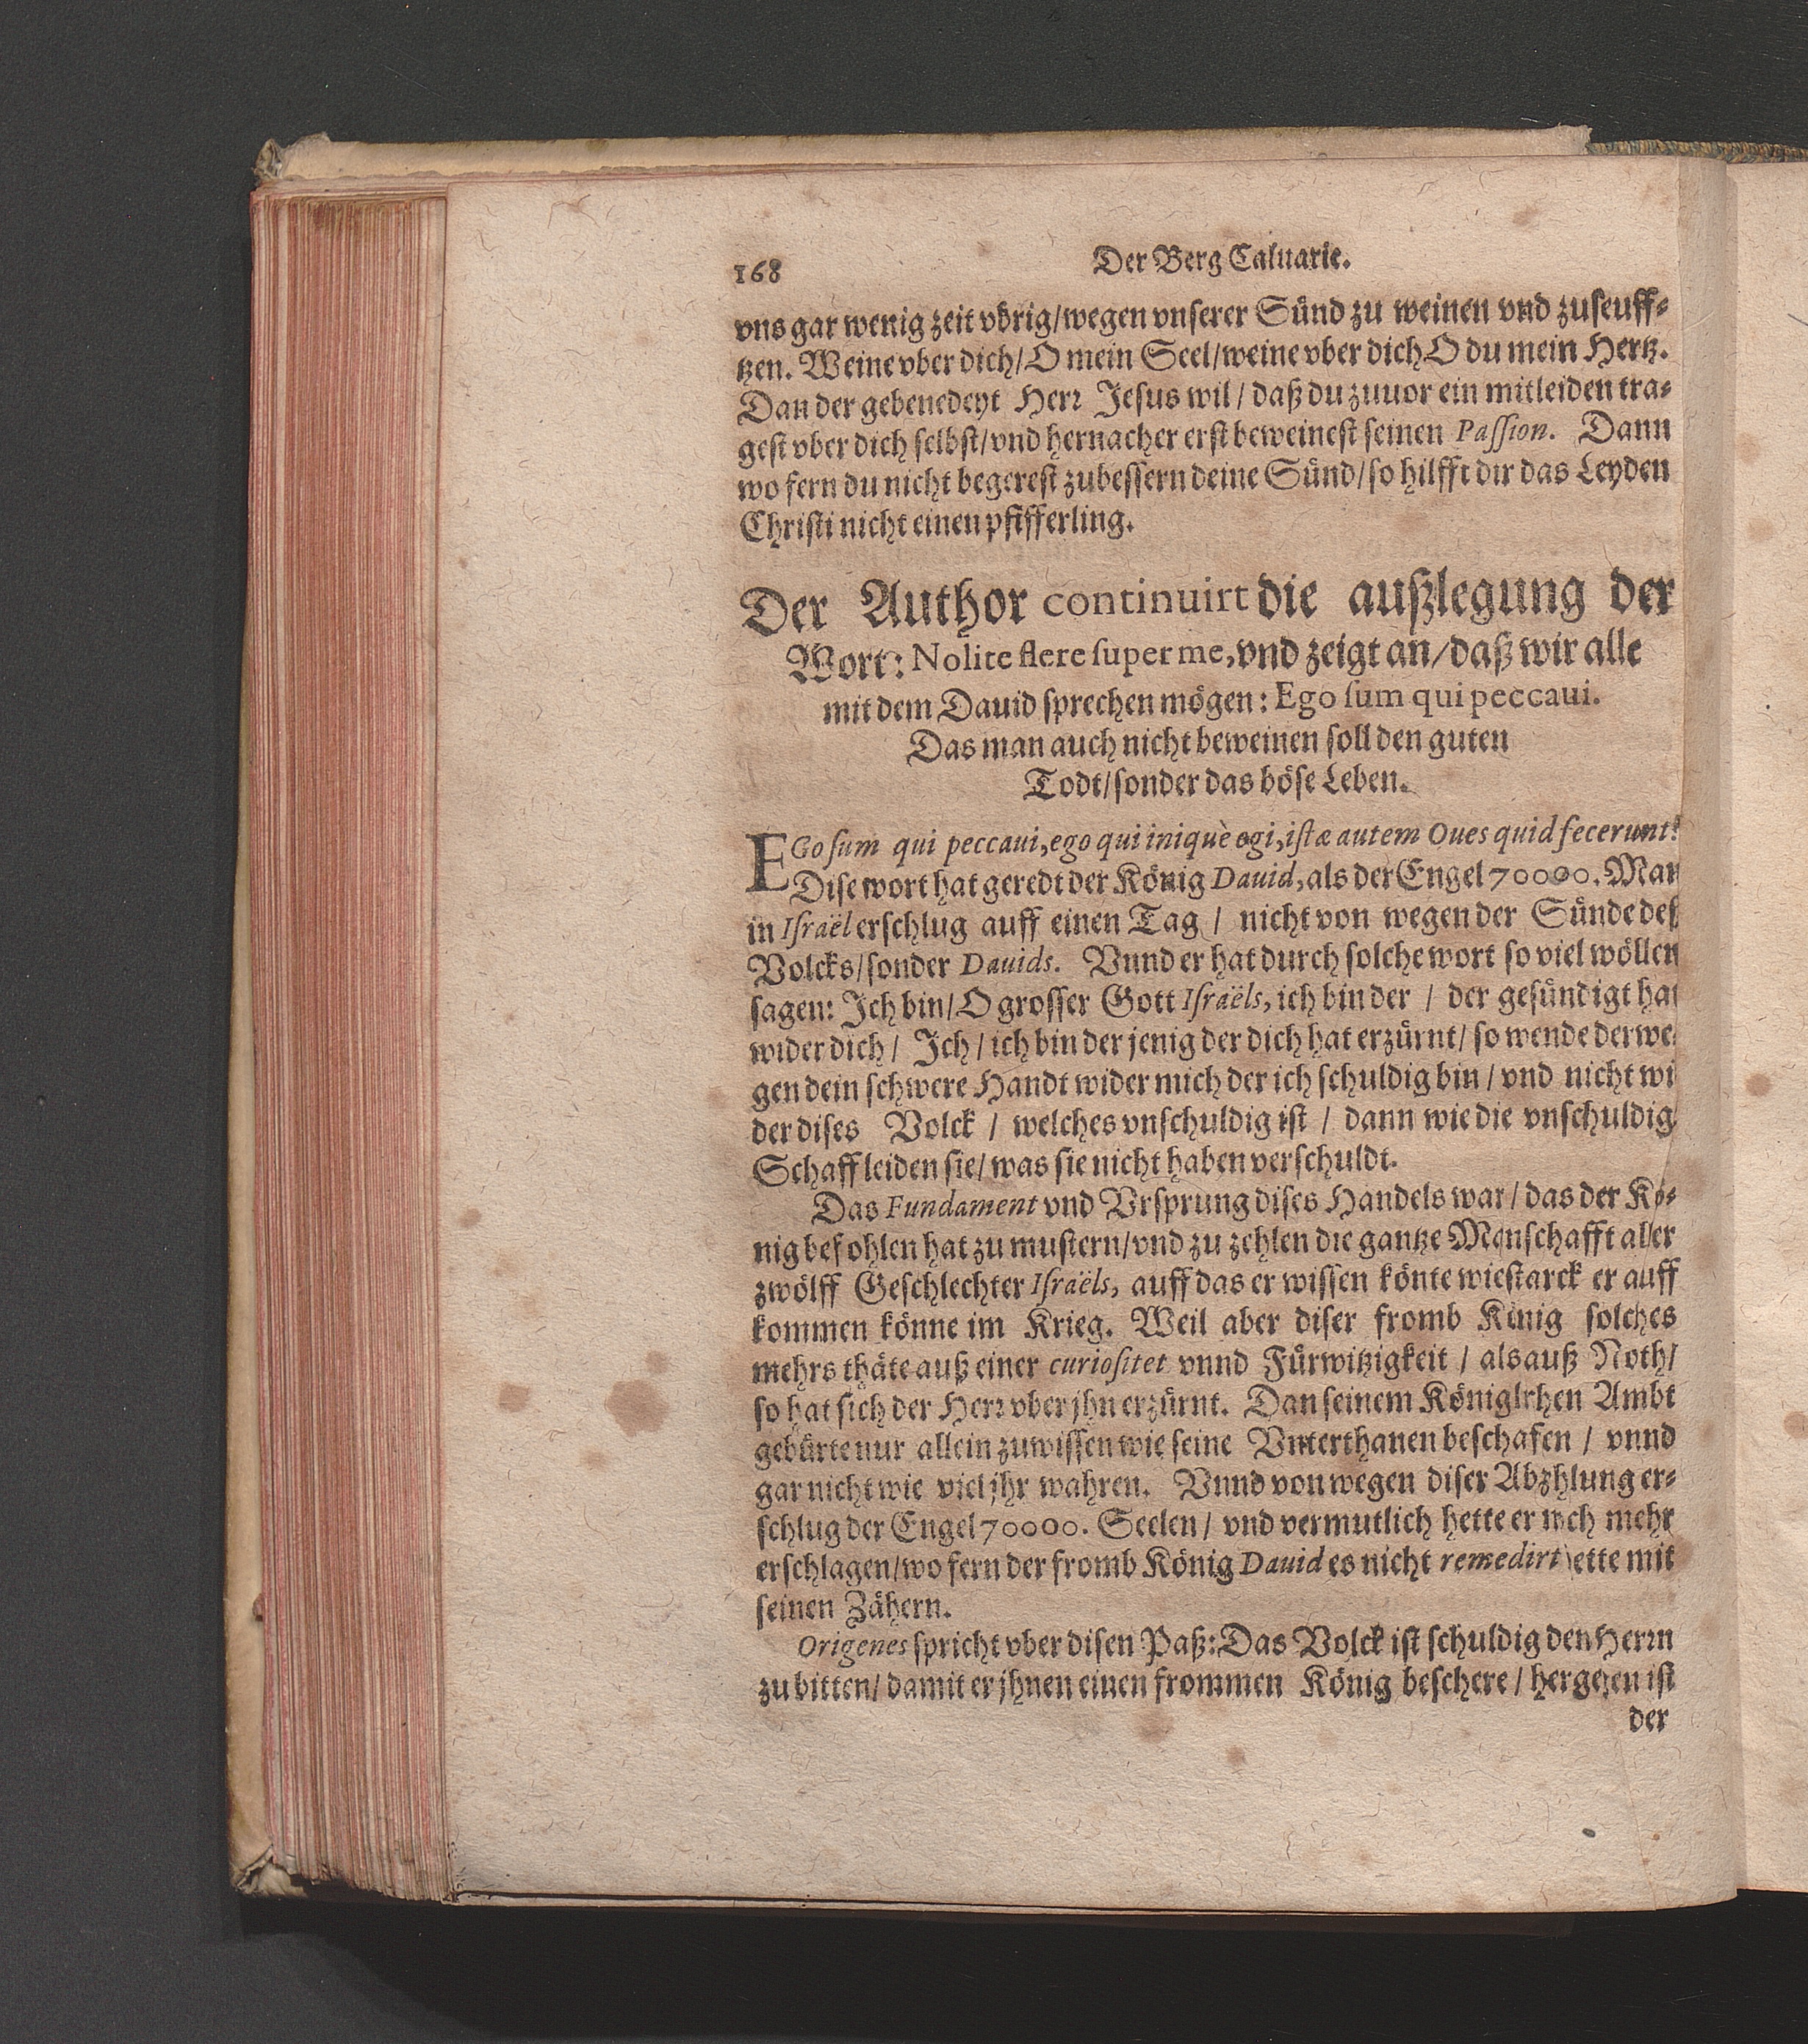 168 Der Berg Caluarie.
vns gar wenig zeit vbrig/wegen vnserer Sünd zu weinen vnd zuseuff-
tzen. Weine vber dich/O mein Seel/weine vber dich O du mein Hertz.
Dan der gebenedeyt Herr Jesus wil/daß du zuuor ein mitleiden tra-
gest vber dich selbst/vnd hernacher erst beweinest seinen Passion. Dann
wo fern du nicht begerest zubessern deine Sünd/so hilfft dir das Leyden
Christi nicht einen pfifferling.
Der Author continuirt die außlegung der
Wort: Nolite flere super me, vnd zeigt an/daß wir alle
mit dem Dauid sprechen mögen: Ego sum qui peccaui.
Das man auch nicht beweinen soll den guten
Todt/sonder das böse Leben.
EGo sum qui peccaui, ego qui iniquè egi, istæ autem Oues quid fecerunt?
Dise wort hat geredt der König Dauid, als der Engel 70000. Man
in Israël erschlug auff einen Tag / nicht von wegen der Sünde des
Volcks/sonder Dauids. Vnnd er hat durch solche wort so viel wöllen
sagen: Ich bin/O grosser Gott Israëls, ich bin der / der gesündigt hat
wider dich/ Ich/ ich bin der jenig der dich hat erzürnt/ so wende derwe
gen dein schwere Handt wider mich der ich schuldig bin/vnd nicht wi
der dises Volck / welches vnschuldig ist / dann wie die vnschuldig
Schaff leiden sie/ was sie nicht haben verschuldt.
Das Fundament vnd Vrsprung dises Handels war / das der Kö-
nig befohlen hat zu mustern/vnd zu zehlen die gantze Manschafft aller
zwölff Geschlechter Israëls, auff das er wissen könte wie starck er auff
kommen könne im Krieg. Weil aber diser fromb König solches
mehrs thäte auß einer curiositet vnnd Fürwitzigkeit / als auß Noth/
so hat sich der Herr vber jhn erzürnt. Dan seinem Königlichen Ambt
gebürte nur allein zuwissen wie seine Vnterthanen beschafen / vnnd
gar nicht wie viel jhr wahren. Vnnd von wegen diser Abzhlung er-
schlug der Engel 70000. Seelen/ vnd vermutlich hette er noch mehr
erschlagen/wo fern der fromb König Dauid es nicht remedirt hette mit
seinen Zähern.
Origenes spricht vber disen Paß: Das Volck ist schuldig den Herrn
zu bitten/ damit er jhnen einen frommen König beschere / hergegen ist
der